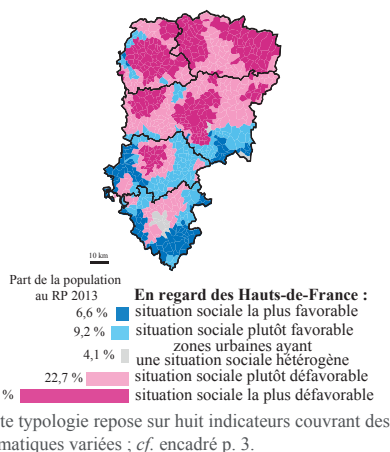 10 km
Part de la population
au RP 2013
En regard des Hauts-de-France :
6,6 % situation sociale la plus favorable
9,2 % situation sociale plutôt favorable
zones urbaines ayant
4,1 % une situation sociale hétérogène
22,7 % situation sociale plutôt défavorable
% situation sociale la plus défavorable
te typologie repose sur huit indicateurs couvrant des
matiques variées ; cf. encadré p. 3.